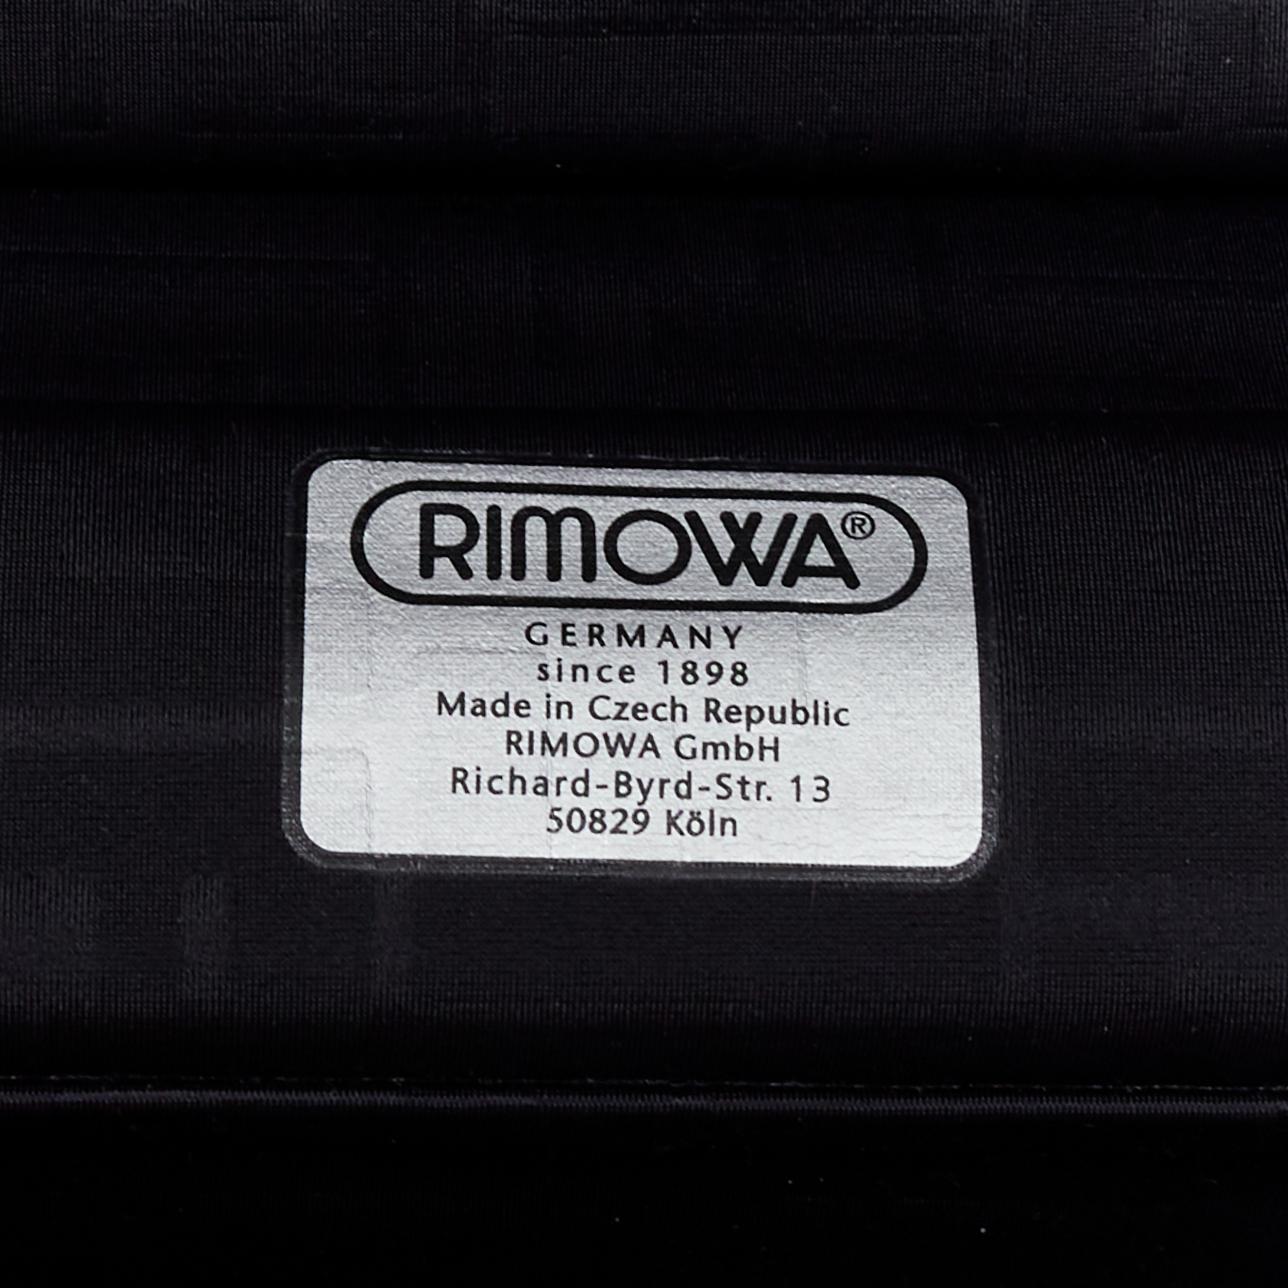 RIMOWA®
GERMANY
since 1898
Made in Czech Republic
RIMOWA GmbH
Richard-Byrd-Str. 13
50829 Köln